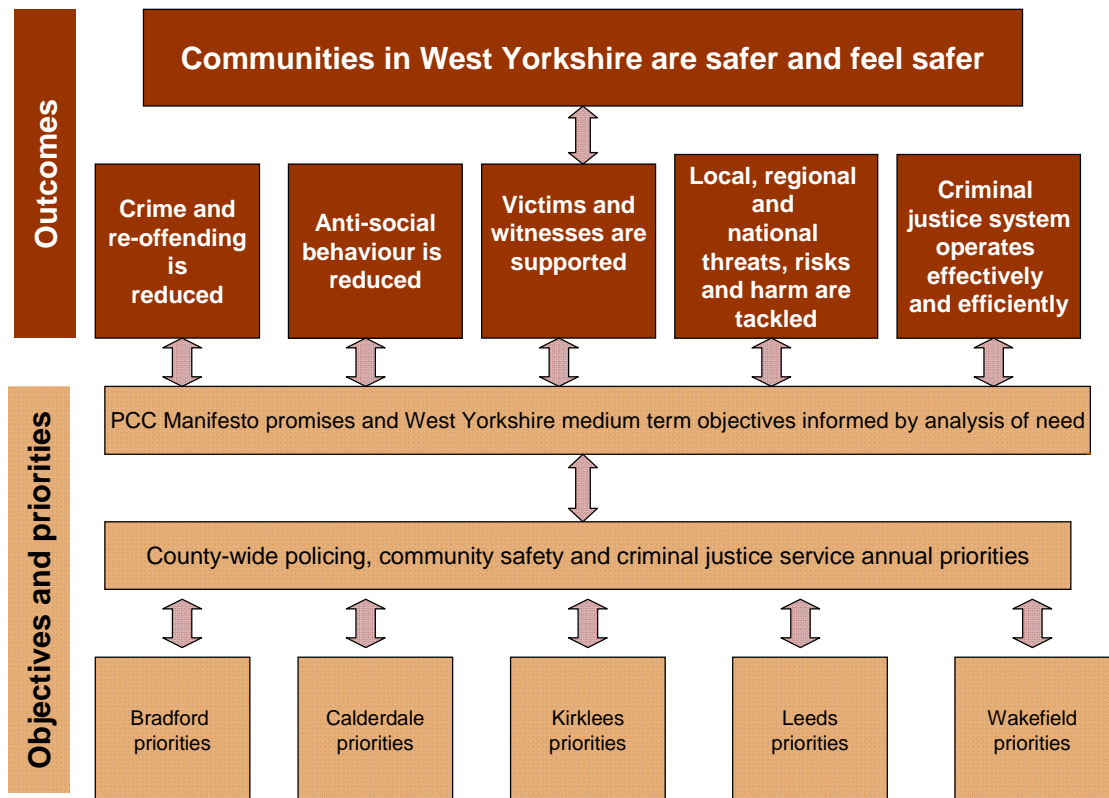 Outcomes
Communities in West Yorkshire are safer and feel safer
Crime and
re-offending
is
reduced
Anti-social
behaviour is
reduced
Victims and
witnesses are
supported
Local, regional
and
national
threats, risks
and harm are
tackled
Criminal
justice system
operates
effectively
and efficiently
Objectives and priorities
PCC Manifesto promises and West Yorkshire medium term objectives informed by analysis of need
County-wide policing, community safety and criminal justice service annual priorities
Bradford
priorities
Calderdale
priorities
Kirklees
priorities
Leeds
priorities
Wakefield
priorities